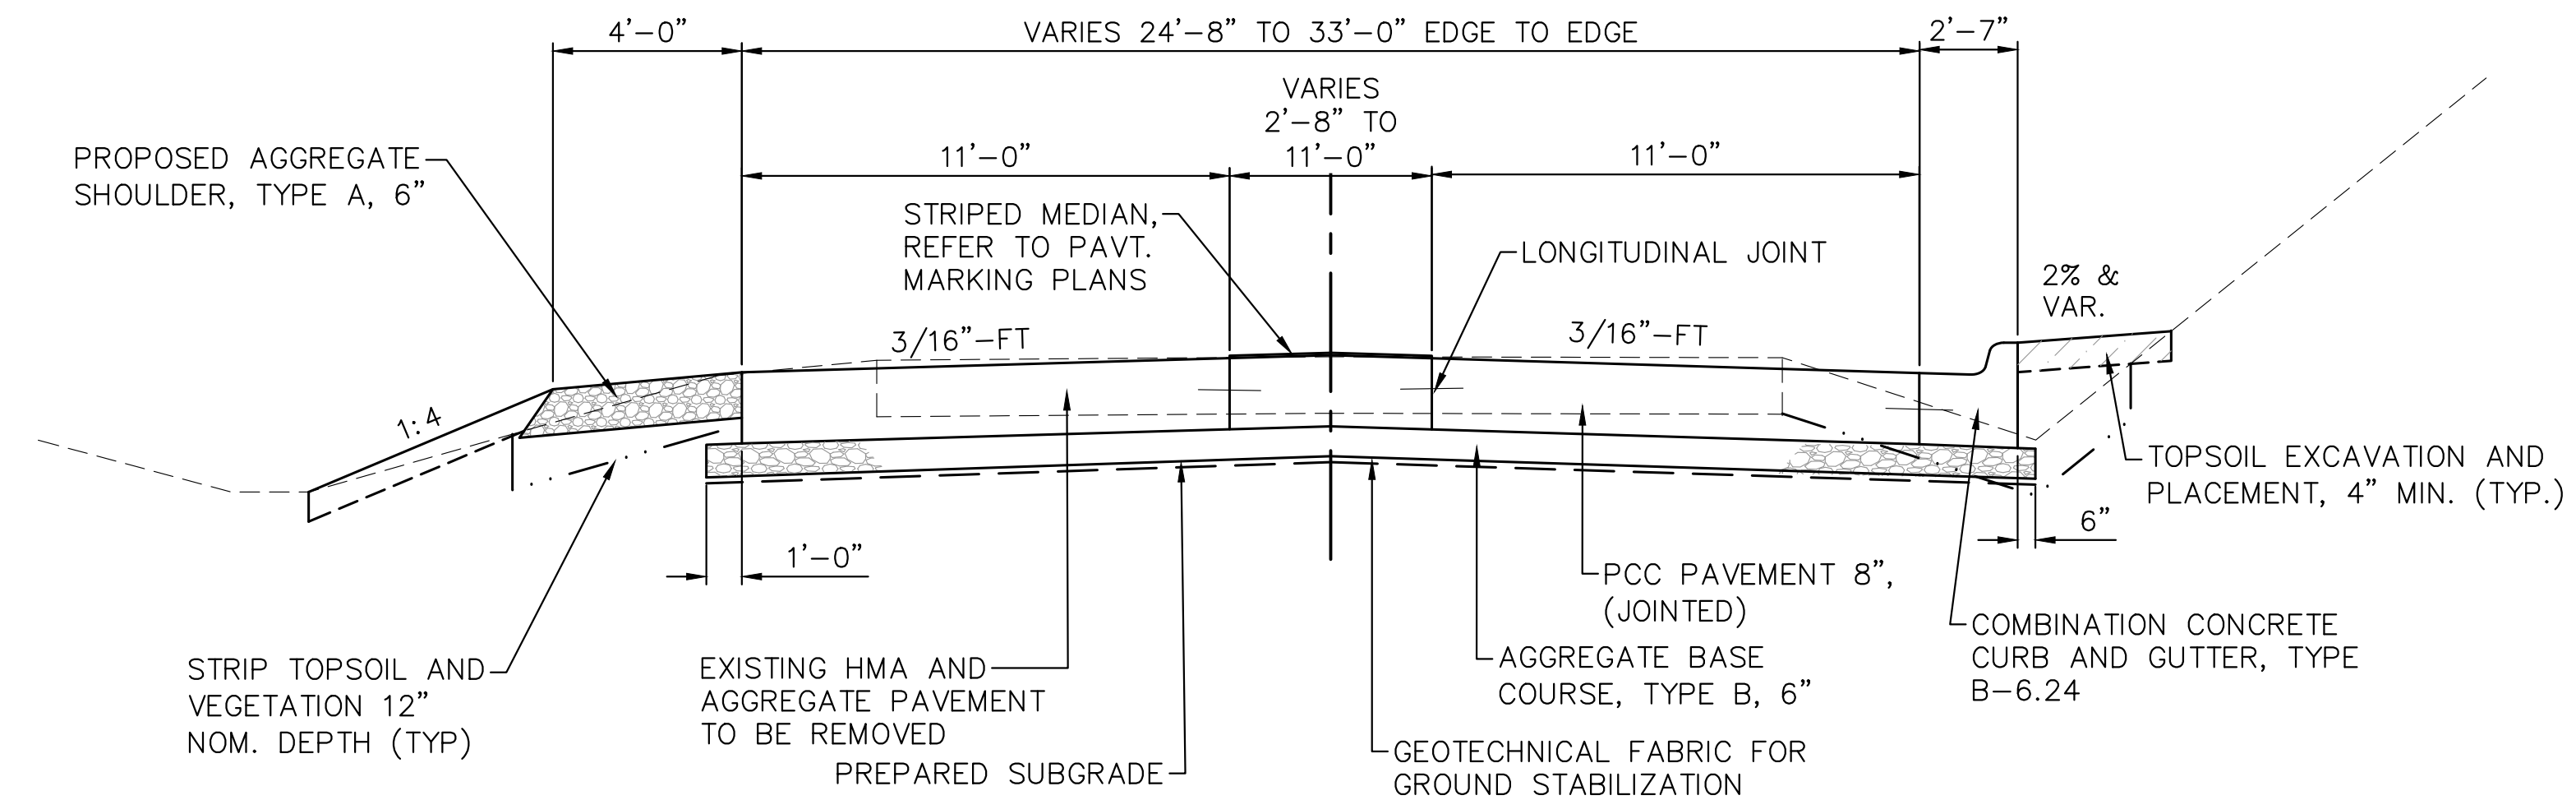 4'-0"
VARIES 24'-8" TO 33'-0" EDGE TO EDGE
2'-7"
VARIES
2'-8" TO
11'-0"
11'-0"
11'-0"
PROPOSED AGGREGATE
SHOULDER, TYPE A, 6"
STRIPED MEDIAN,
REFER TO PAVT.
MARKING PLANS
LONGITUDINAL JOINT
2% &
VAR.
3/16"-FT
3/16"-FT
1:4
TOPSOIL EXCAVATION AND
PLACEMENT, 4" MIN. (TYP.)
6"
1'-0"
PCC PAVEMENT 8",
(JOINTED)
COMBINATION CONCRETE
CURB AND GUTTER, TYPE
B-6.24
STRIP TOPSOIL AND
VEGETATION 12"
NOM. DEPTH (TYP)
EXISTING HMA AND
AGGREGATE PAVEMENT
TO BE REMOVED
AGGREGATE BASE
COURSE, TYPE B, 6"
PREPARED SUBGRADE
GEOTECHNICAL FABRIC FOR
GROUND STABILIZATION